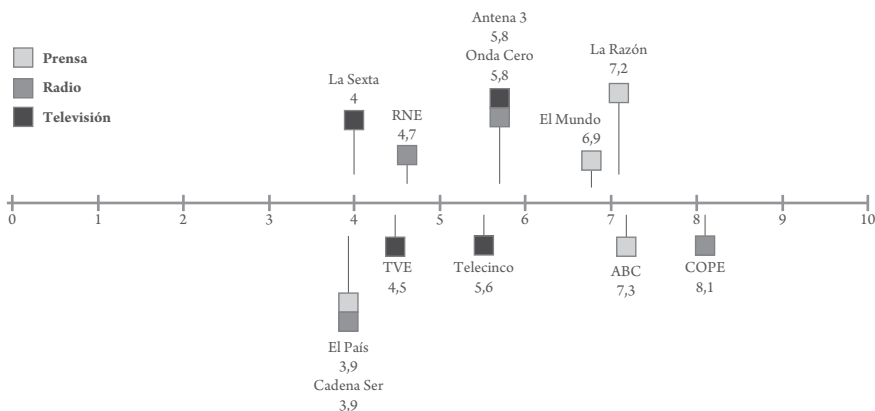 Antena 3
5,8
Onda Cero
5,8
La Razón
7,2
Prensa
Radio
Televisión
La Sexta
4
RNE
4,7
El Mundo
6,9
0 1 2 3 4 5 6 7 8 9 10
TVE
4,5
Telecinco
5,6
ABC
7,3
COPE
8,1
El País
3,9
Cadena Ser
3,9